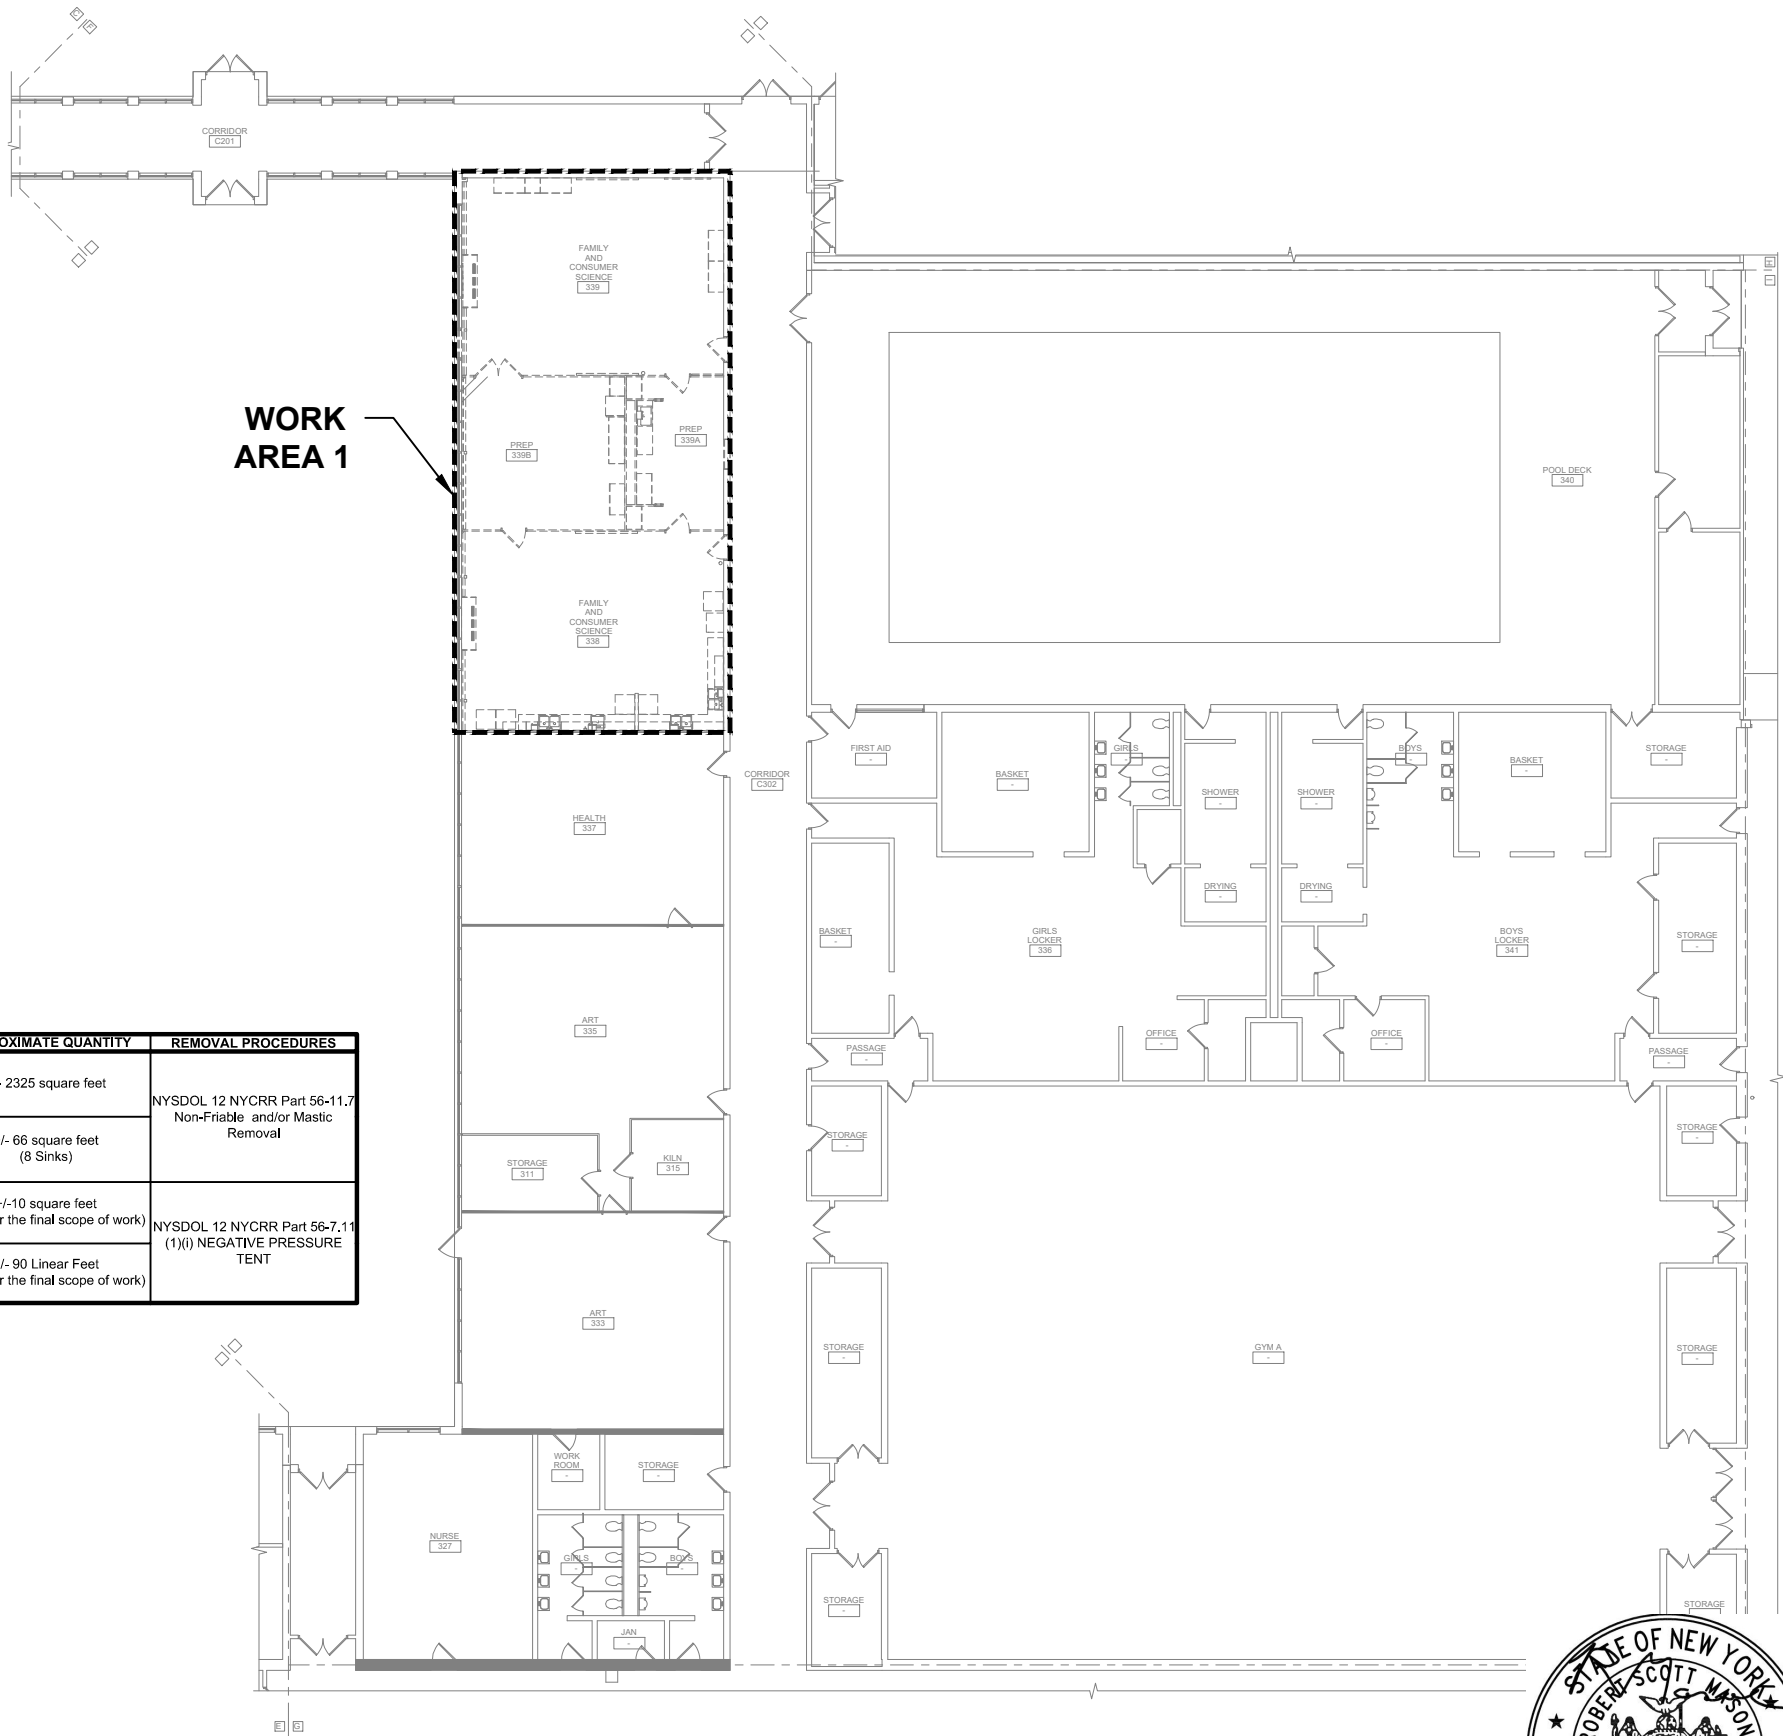 CORRIDOR
C201
FAMILY
AND
CONSUMER
SCIENCE
339
WORK
AREA 1
PREP
339B
PREP
339A
POOL DECK
340
FAMILY
AND
CONSUMER
SCIENCE
338
CORRIDOR
C302
FIRST AID
-
BASKET
-
GIRLS
-
SHOWER
-
SHOWER
-
BOYS
-
BASKET
-
STORAGE
-
HEALTH
337
DRYING
-
DRYING
-
BASKET
-
GIRLS
LOCKER
336
BOYS
LOCKER
341
STORAGE
-
ART
335
OFFICE
-
OFFICE
-
PASSAGE
-
PASSAGE
-
OXIMATE QUANTITY REMOVAL PROCEDURES
- 2325 square feet
NYSDOL 12 NYCRR Part 56-11.7
Non-Friable and/or Mastic
Removal
/- 66 square feet
(8 Sinks)
/-10 square feet
r the final scope of work)
NYSDOL 12 NYCRR Part 56-7.11
(1)(i) NEGATIVE PRESSURE
TENT
/- 90 Linear Feet
r the final scope of work)
STORAGE
-
STORAGE
-
STORAGE
311
KILN
315
ART
333
STORAGE
-
GYM A
-
STORAGE
-
WORK
ROOM
-
STORAGE
-
NURSE
327
GIRLS
-
BOYS
-
JAN
-
STORAGE
-
STORAGE
STATE OF NEW YORK
ROBERT SCOTT MASON
E G